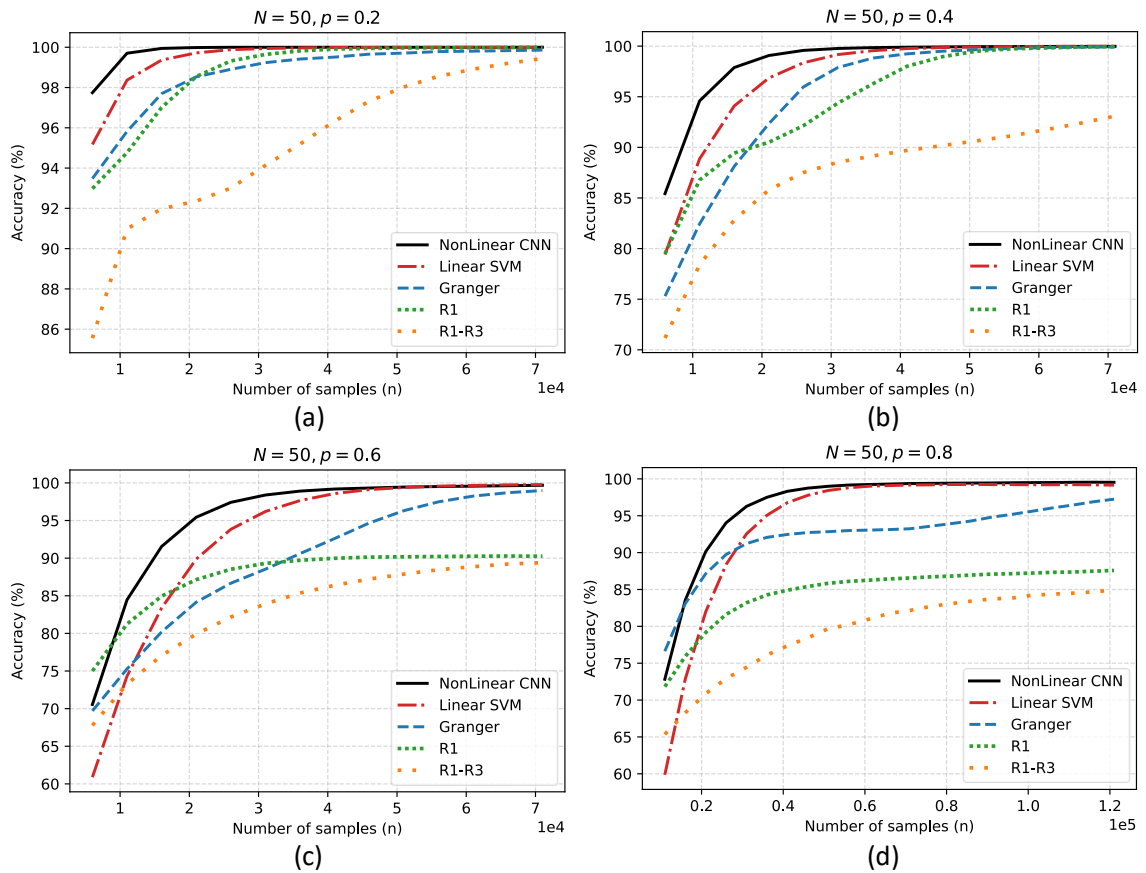 N = 50, p = 0.2
100
98
96
94
92
90
88
86
Accuracy (%)
NonLinear CNN
Linear SVM
Granger
R1
R1-R3
1 2 3 4 5 6 7
Number of samples (n) 1e4
(a)
N = 50, p = 0.4
100
95
90
85
80
75
70
Accuracy (%)
NonLinear CNN
Linear SVM
Granger
R1
R1-R3
1 2 3 4 5 6 7
Number of samples (n) 1e4
(b)
N = 50, p = 0.6
100
95
90
85
80
75
70
65
60
Accuracy (%)
NonLinear CNN
Linear SVM
Granger
R1
R1-R3
1 2 3 4 5 6 7
Number of samples (n) 1e4
(c)
N = 50, p = 0.8
100
95
90
85
80
75
70
65
60
Accuracy (%)
NonLinear CNN
Linear SVM
Granger
R1
R1-R3
0.2 0.4 0.6 0.8 1.0 1.2
Number of samples (n) 1e5
(d)